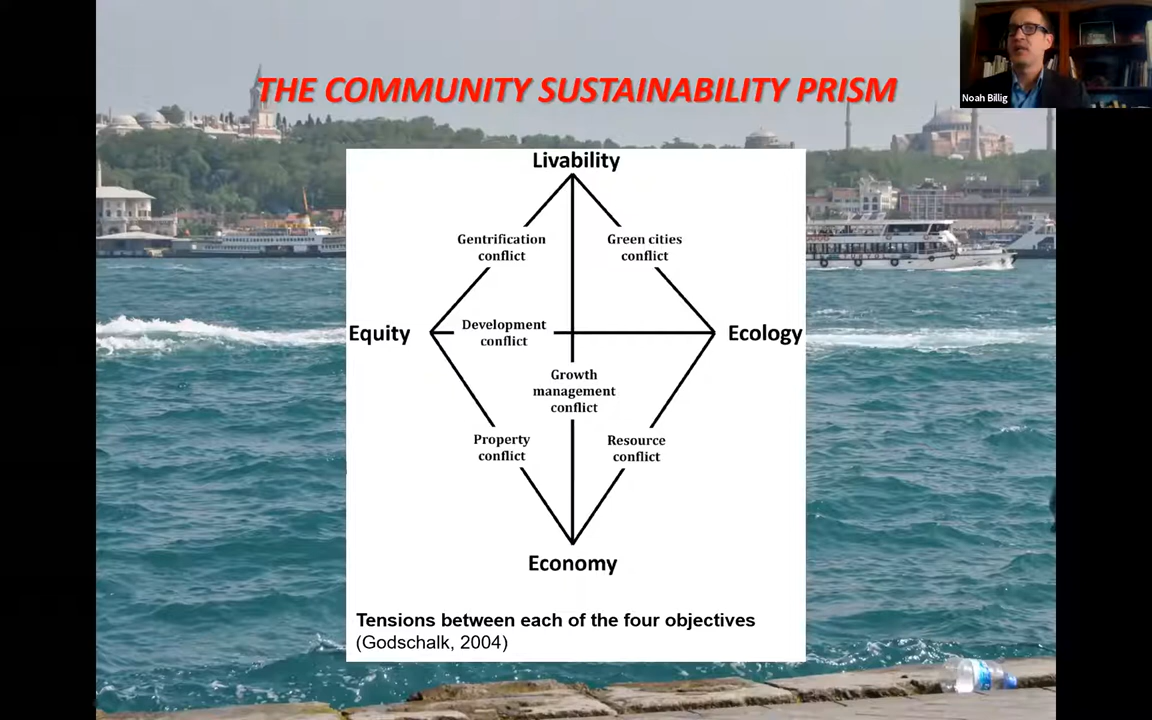 THE COMMUNITY SUSTAINABILITY PRISM
Noah Billig
Livability
Gentrification
conflict
Green cities
conflict
Equity
Development
conflict
Ecology
Growth
management
conflict
Property
conflict
Resource
conflict
Economy
Tensions between each of the four objectives
(Godschalk, 2004)